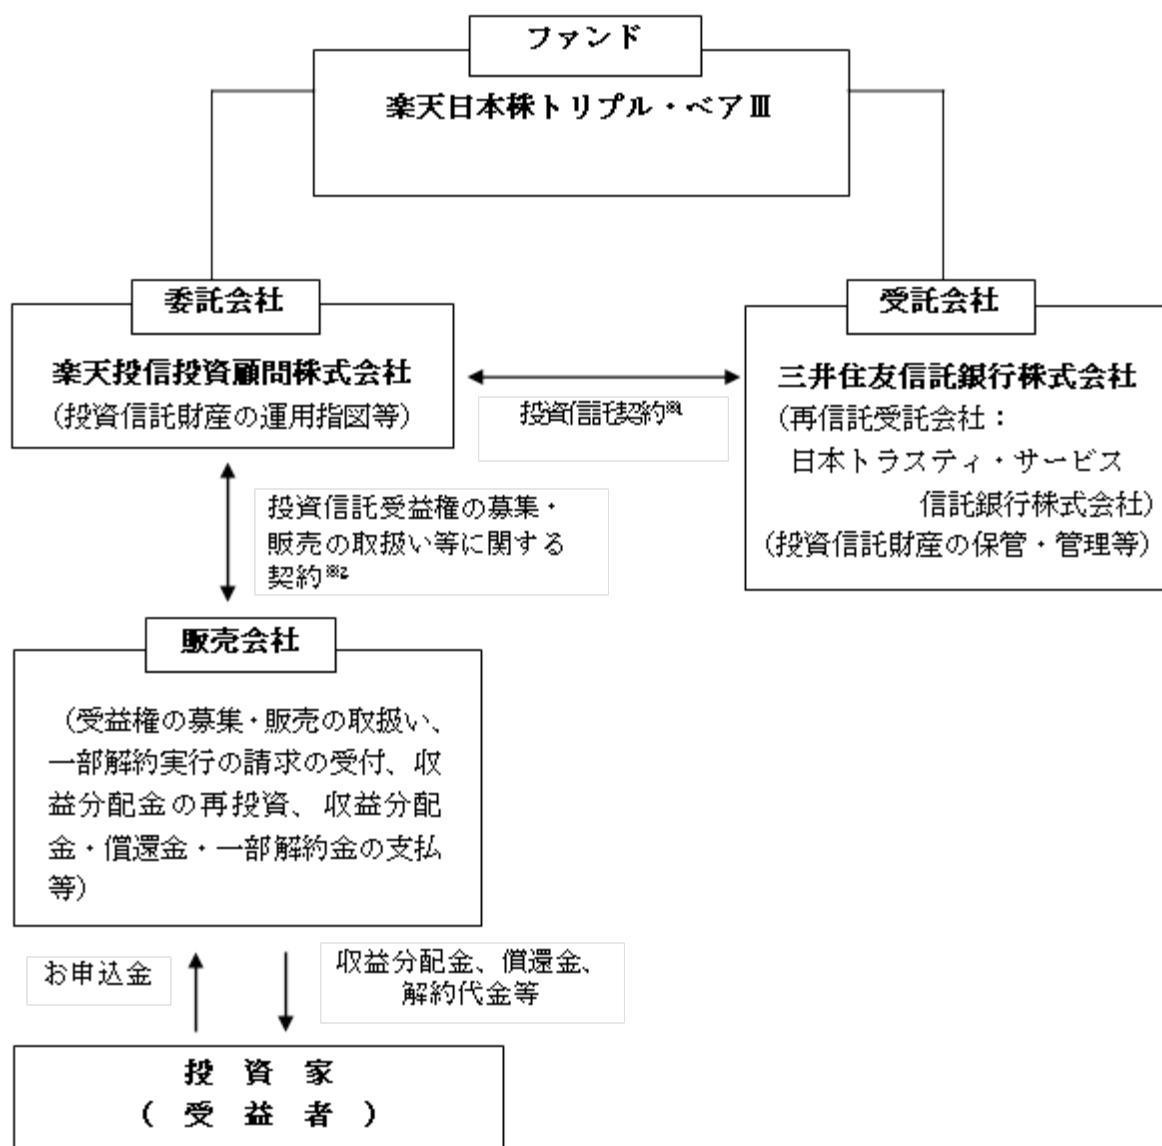 ファンド
楽天日本株トリプル・ベアⅢ
委託会社
楽天投信投資顧問株式会社
(投資信託財産の運用指図等)
投資信託契約※1
受託会社
三井住友信託銀行株式会社
(再信託受託会社:
日本トラスティ・サービス
信託銀行株式会社)
(投資信託財産の保管・管理等)
投資信託受益権の募集・
販売の取扱い等に関する
契約※2
販売会社
(受益権の募集・販売の取扱い、
一部解約実行の請求の受付、収
益分配金の再投資、収益分配
金・償還金・一部解約金の支払
等)
お申込金
収益分配金、償還金、
解約代金等
投資家
(受益者)